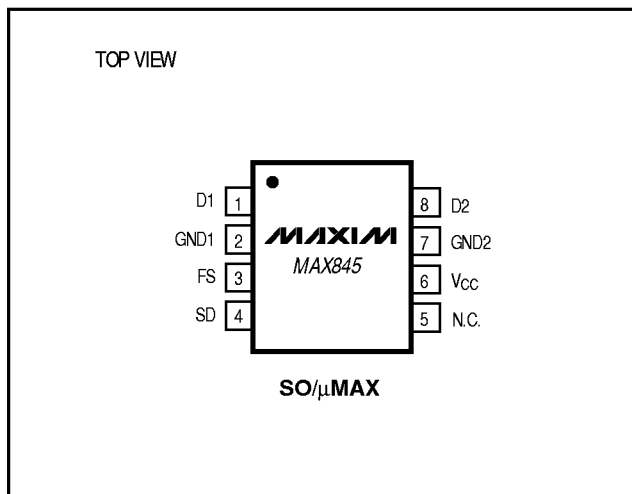 TOP VIEW
D1 1
GND1 2
FS 3
SD 4
MAXIM
MAX845
8 D2
7 GND2
6 VCC
5 N.C.
SO/µMAX